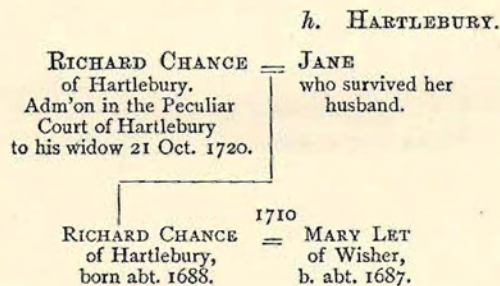 h. HARTLEBURY.
RICHARD CHANCE = JANE
of Hartlebury. who survived her
Adm'on in the Peculiar husband.
Court of Hartlebury
to his widow 21 Oct. 1720.
1710
RICHARD CHANCE = MARY LET
of Hartlebury, of Wisher,
born abt. 1688. b. abt. 1687.